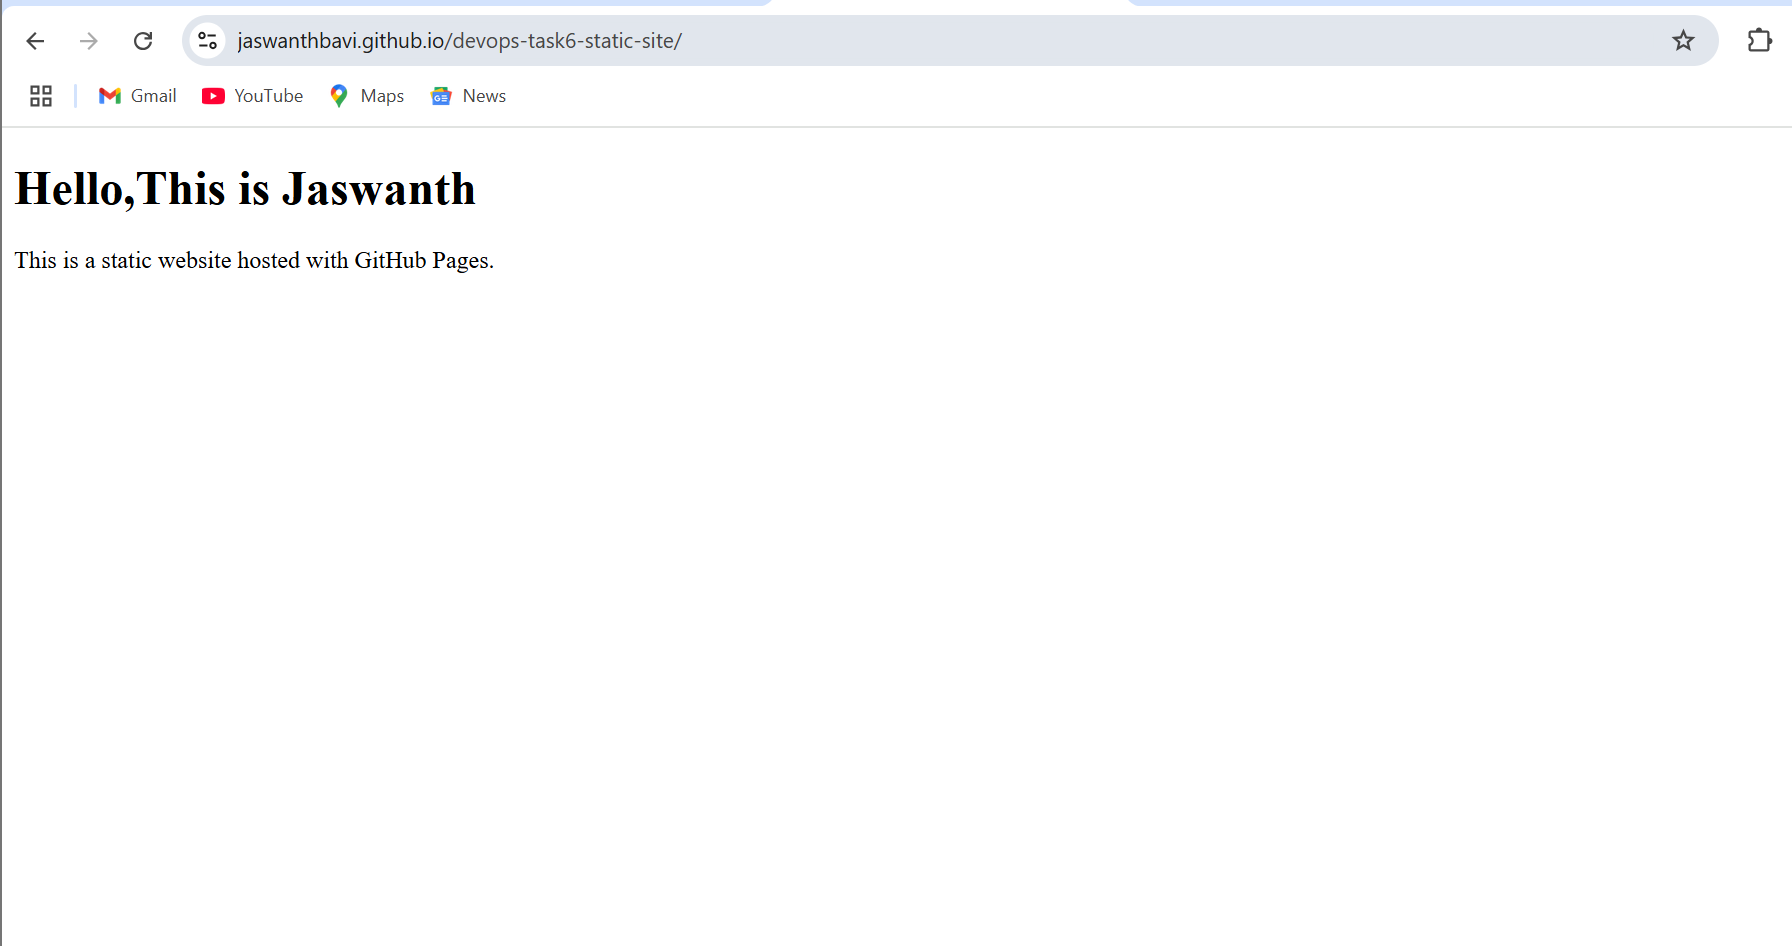 jaswanthbavi.github.io/devops-task6-static-site/
Gmail YouTube Maps GE News
Hello,This is Jaswanth
This is a static website hosted with GitHub Pages.